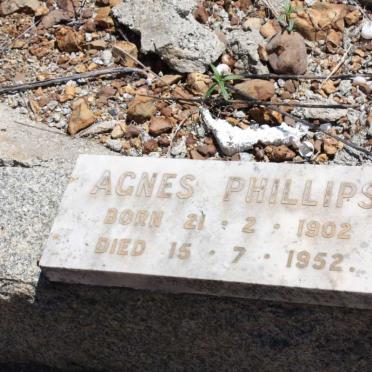 AGNES PHILLIPS
BORN 21 · 2 · 1902
DIED 15 · 7 · 1952.